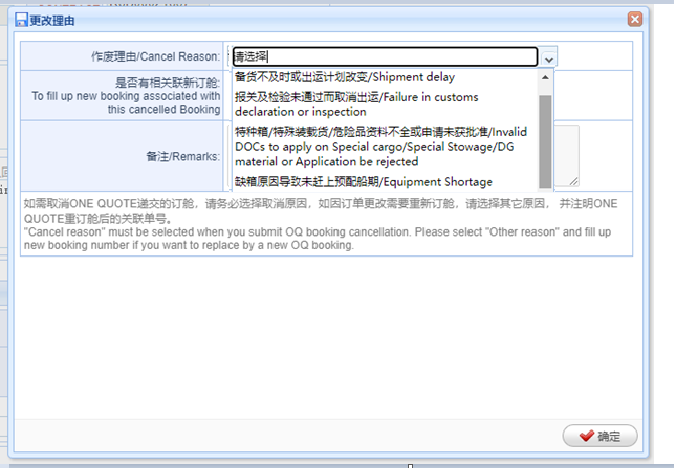 更改理由
作废理由/Cancel Reason:
请选择
备货不及时或出运计划改变/Shipment delay
报关及检验未通过而取消出运/Failure in customs
declaration or inspection
特种箱/特殊装载货/危险品资料不全或申请未获批准/Invalid
DOCs to apply on Special cargo/Special Stowage/DG
material or Application be rejected
缺箱原因导致未赶上预配船期/Equipment Shortage
是否有相关联新订舱:
To fill up new booking associated with
this cancelled Booking
备注/Remarks:
如需取消ONE QUOTE递交的订舱，请务必选择取消原因，如因订单更改需要重新订舱，请选择其它原因， 并注明ONE
QUOTE重订舱后的关联单号。
"Cancel reason" must be selected when you submit OQ booking cancellation. Please select "Other reason" and fill up
new booking number if you want to replace by a new OQ booking.
确定